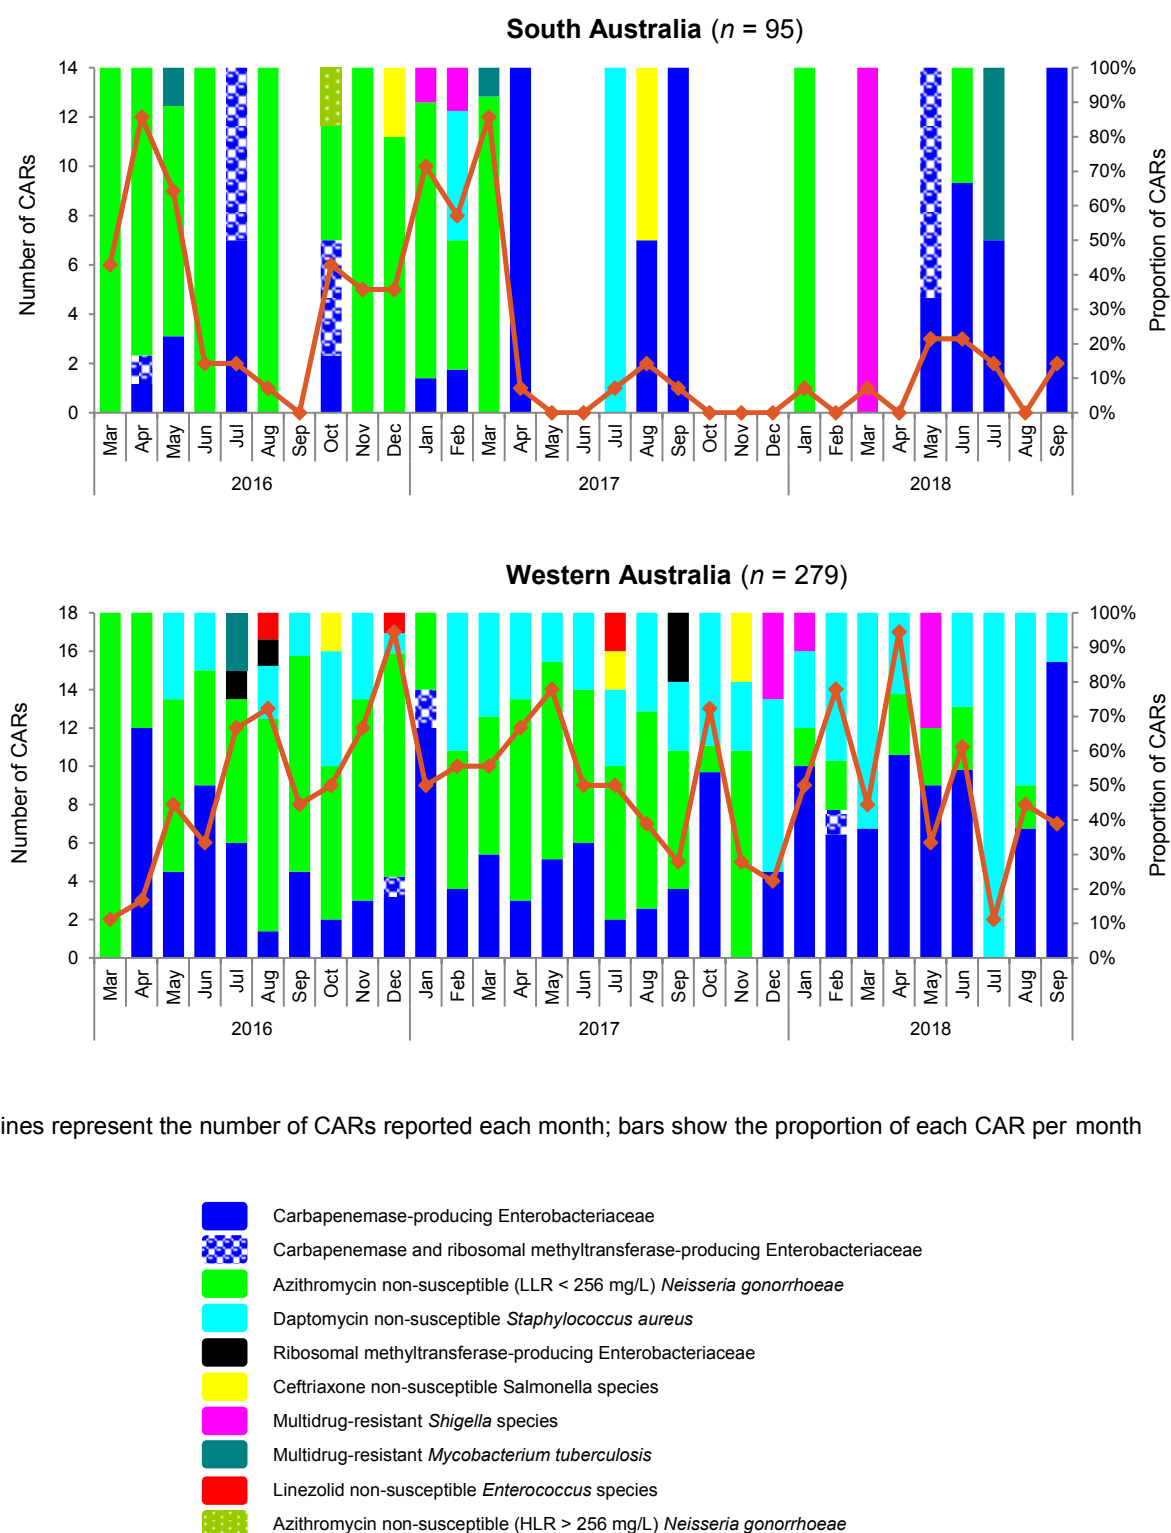 South Australia (n = 95)
14
12
10
8
6
4
2
0
Number of CARs
100%
90%
80%
70%
60%
50%
40%
30%
20%
10%
0%
Proportion of CARs
Mar Apr May Jun Jul Aug Sep Oct Nov Dec Jan Feb Mar Apr May Jun Jul Aug Sep Oct Nov Dec Jan Feb Mar Apr May Jun Jul Aug Sep
2016 2017 2018
Western Australia (n = 279)
18
16
14
12
10
8
6
4
2
0
Number of CARs
100%
90%
80%
70%
60%
50%
40%
30%
20%
10%
0%
Proportion of CARs
Mar Apr May Jun Jul Aug Sep Oct Nov Dec Jan Feb Mar Apr May Jun Jul Aug Sep Oct Nov Dec Jan Feb Mar Apr May Jun Jul Aug Sep
2016 2017 2018
ines represent the number of CARs reported each month; bars show the proportion of each CAR per month
Carbapenemase-producing Enterobacteriaceae
Carbapenemase and ribosomal methyltransferase-producing Enterobacteriaceae
Azithromycin non-susceptible (LLR < 256 mg/L) Neisseria gonorrhoeae
Daptomycin non-susceptible Staphylococcus aureus
Ribosomal methyltransferase-producing Enterobacteriaceae
Ceftriaxone non-susceptible Salmonella species
Multidrug-resistant Shigella species
Multidrug-resistant Mycobacterium tuberculosis
Linezolid non-susceptible Enterococcus species
Azithromycin non-susceptible (HLR > 256 mg/L) Neisseria gonorrhoeae